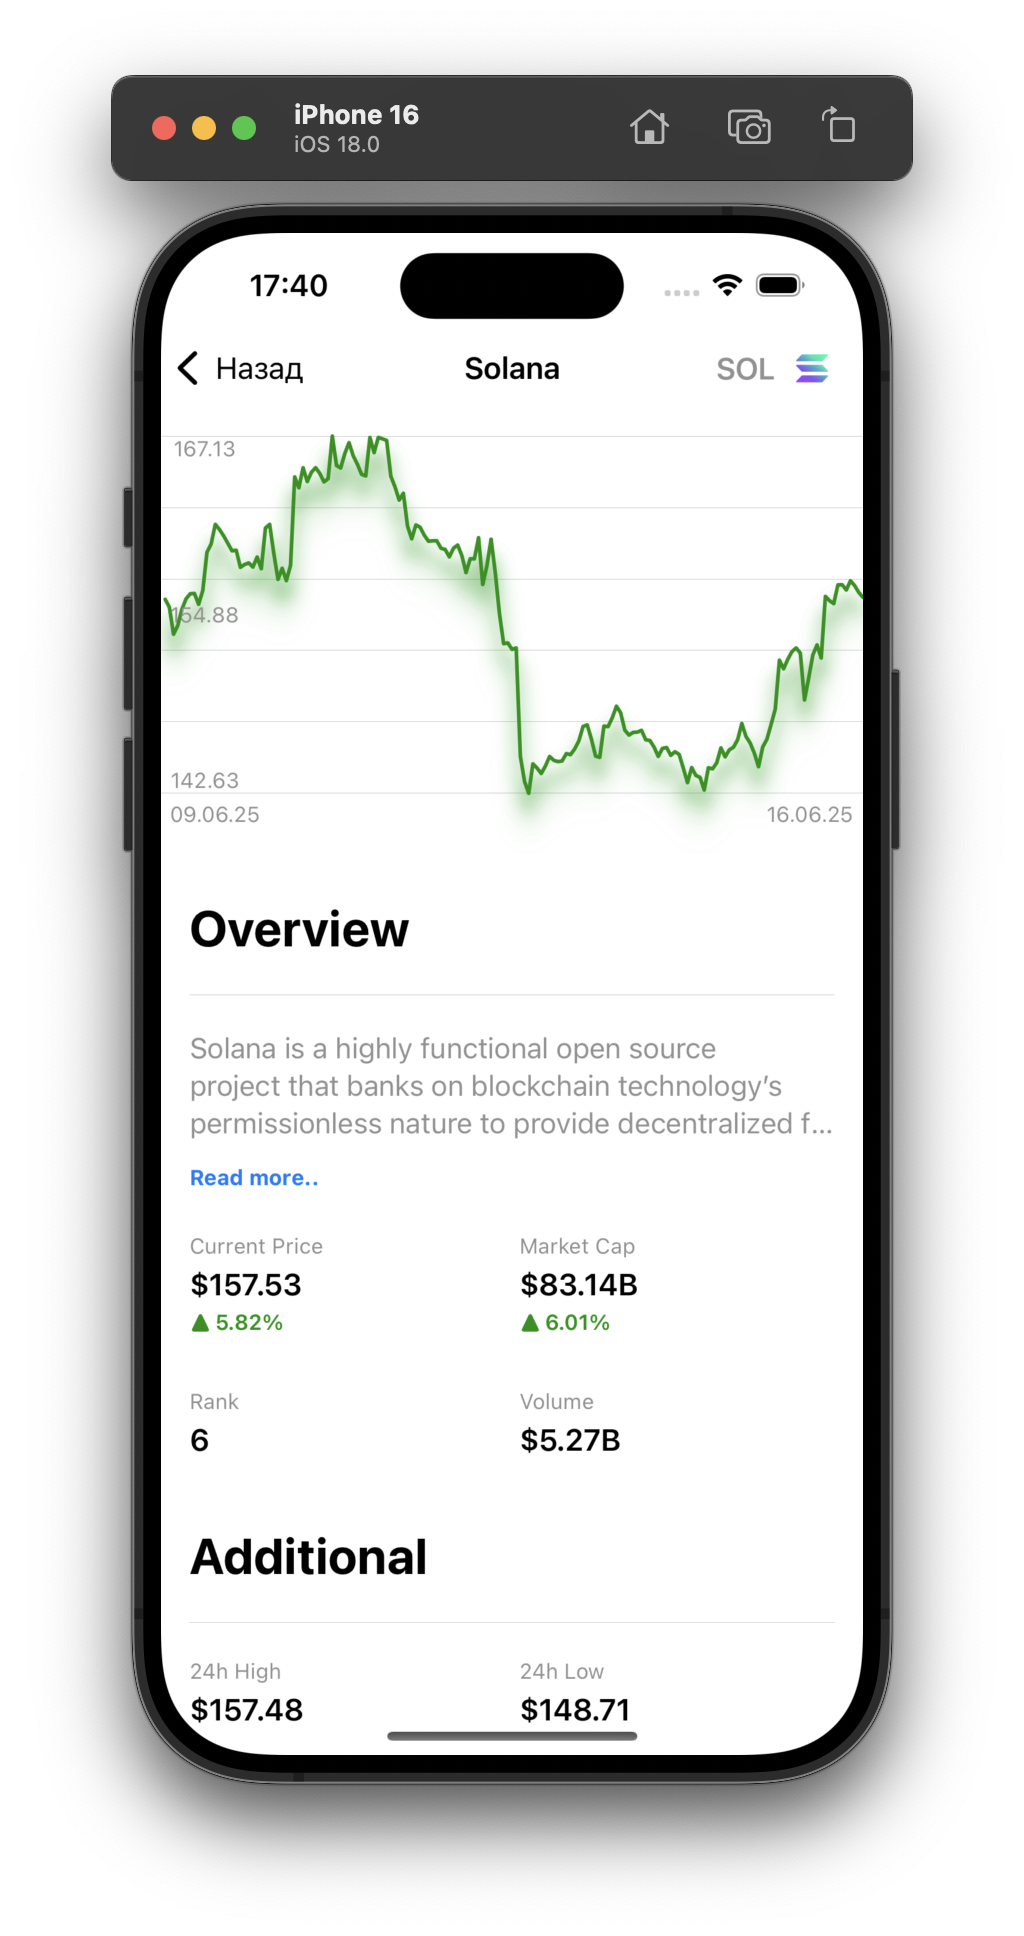 iPhone 16
iOS 18.0
17:40
Назад
Solana
SOL
167.13
154.88
142.63
09.06.25
16.06.25
Overview
Solana is a highly functional open source
project that banks on blockchain technology’s
permissionless nature to provide decentralized f...
Read more..
Current Price
Market Cap
$157.53
$83.14B
5.82%
6.01%
Rank
Volume
6
$5.27B
Additional
24h High
24h Low
$157.48
$148.71